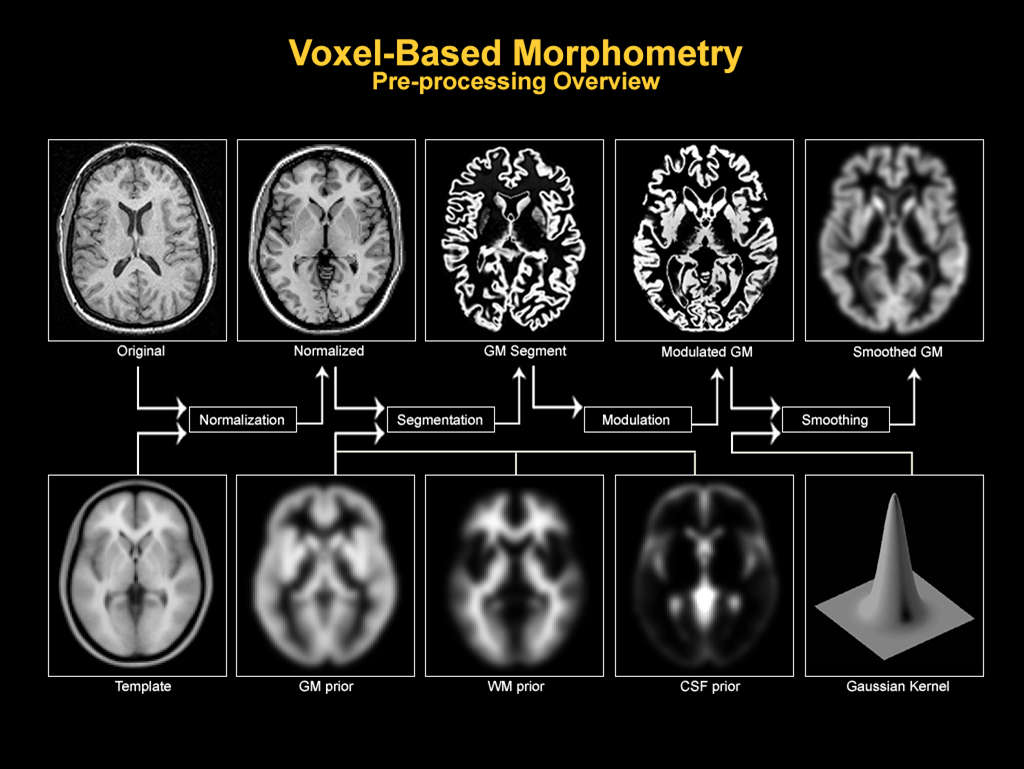 Voxel-Based Morphometry
Pre-processing Overview
Original
Normalized
GM Segment
Modulated GM
Smoothed GM
Normalization
Segmentation
Modulation
Smoothing
Template
GM prior
WM prior
CSF prior
Gaussian Kernel